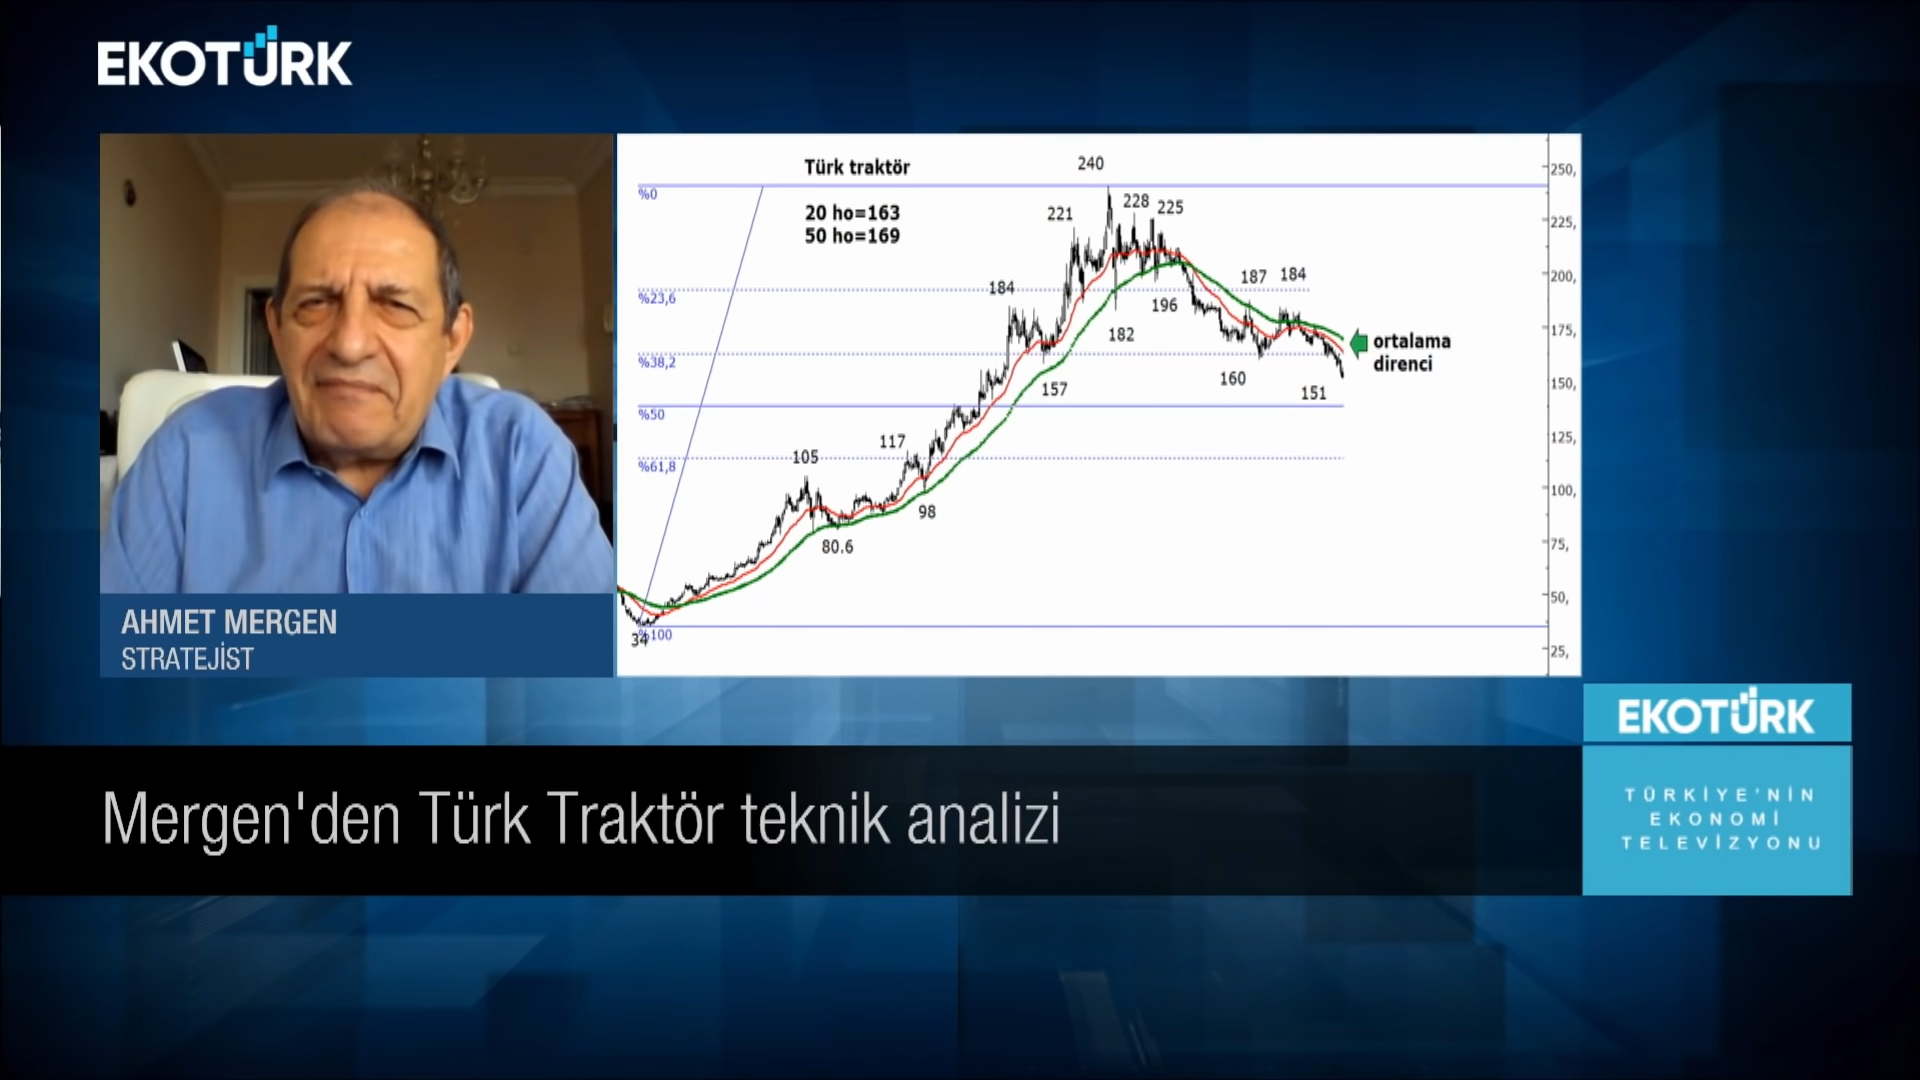 EKOTÜRK
AHMET MERGEN
STRATEJİST
Türk traktör
20 ho=163
50 ho=169
240
221
228
225
184
182
196
187
184
157
160
151
105
117
98
80.6
34
%0
%23,6
%38,2
%50
%61,8
%100
ortalama
direnci
250,
225,
200,
175,
150,
125,
100,
75,
50,
25,
EKOTÜRK
TÜRKİYE'NİN
EKONOMİ
TELEVİZYONU
Mergen'den Türk Traktör teknik analizi